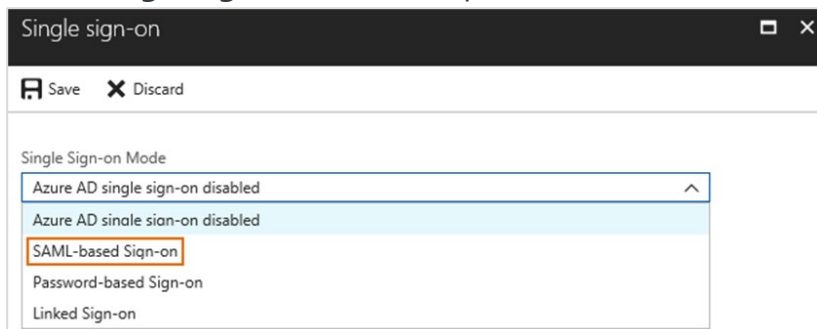 Single sign-on
Save Discard
Single Sign-on Mode
Azure AD single sign-on disabled
Azure AD single sign-on disabled
SAML-based Sign-on
Password-based Sign-on
Linked Sign-on